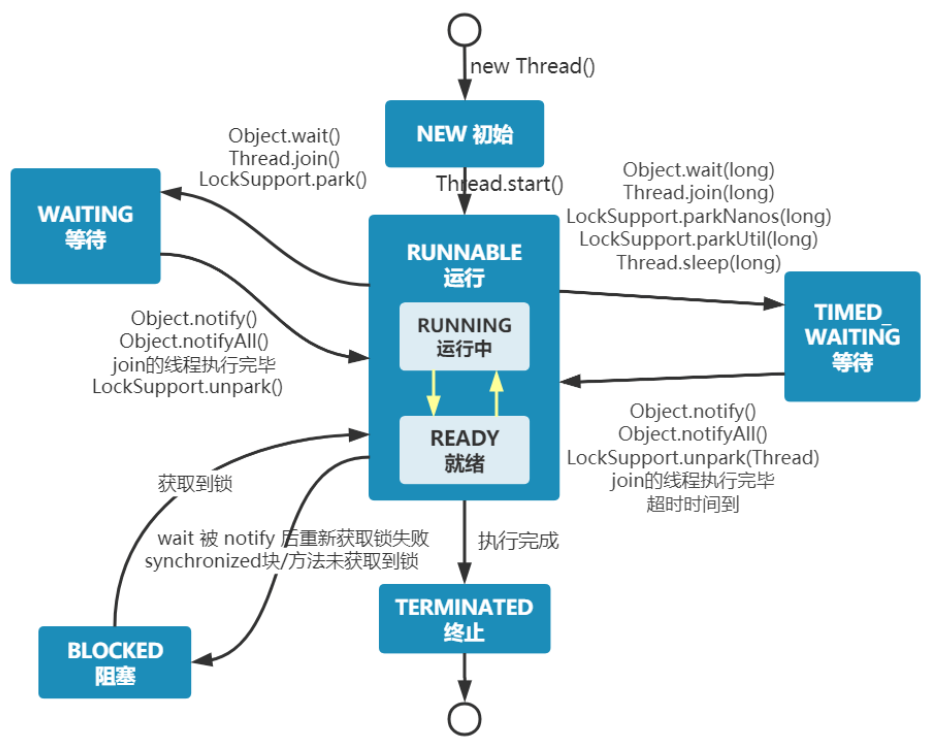 new Thread()
NEW 初始
Thread.start()
Object.wait()
Thread.join()
LockSupport.park()
WAITING
等待
Object.notify()
Object.notifyAll()
join的线程执行完毕
LockSupport.unpark()
RUNNABLE
运行
RUNNING
运行中
READY
就绪
Object.wait(long)
Thread.join(long)
LockSupport.parkNanos(long)
LockSupport.parkUtil(long)
Thread.sleep(long)
TIMED_
WAITING
等待
Object.notify()
Object.notifyAll()
LockSupport.unpark(Thread)
join的线程执行完毕
超时时间到
获取到锁
wait 被 notify 后重新获取锁失败
synchronized块/方法未获取到锁
BLOCKED
阻塞
执行完成
TERMINATED
终止